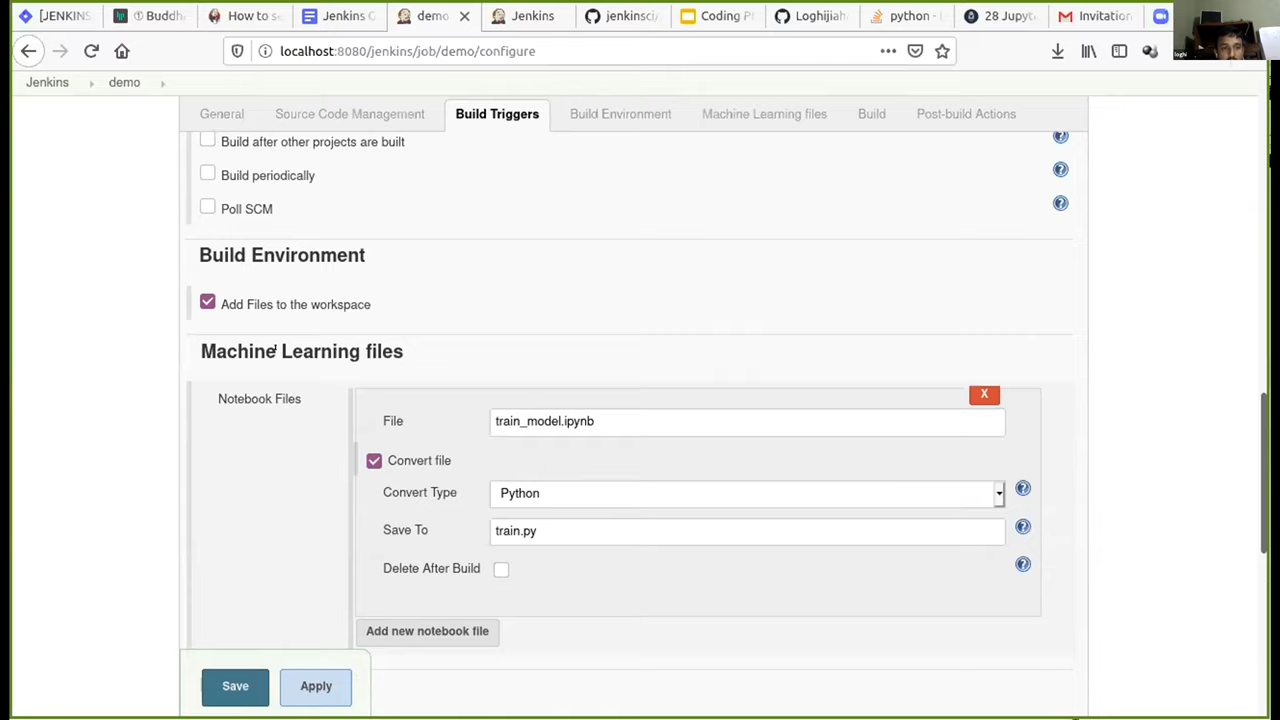 [JENKINS-
① Buddh
How to s
Jenkins G
demo
Jenkins
jenkinsci/
Coding P
Loghijiah
python -
28 Jupyte
Invitation
localhost:8080/jenkins/job/demo/configure
loghi
Jenkins
demo
General
Source Code Management
Build Triggers
Build Environment
Machine Learning files
Build
Post-build Actions
Build after other projects are built
Build periodically
Poll SCM
Build Environment
Add Files to the workspace
Machine Learning files
Notebook Files
X
File
train_model.ipynb
Convert file
Convert Type
Python
Save To
train.py
Delete After Build
Add new notebook file
Save
Apply